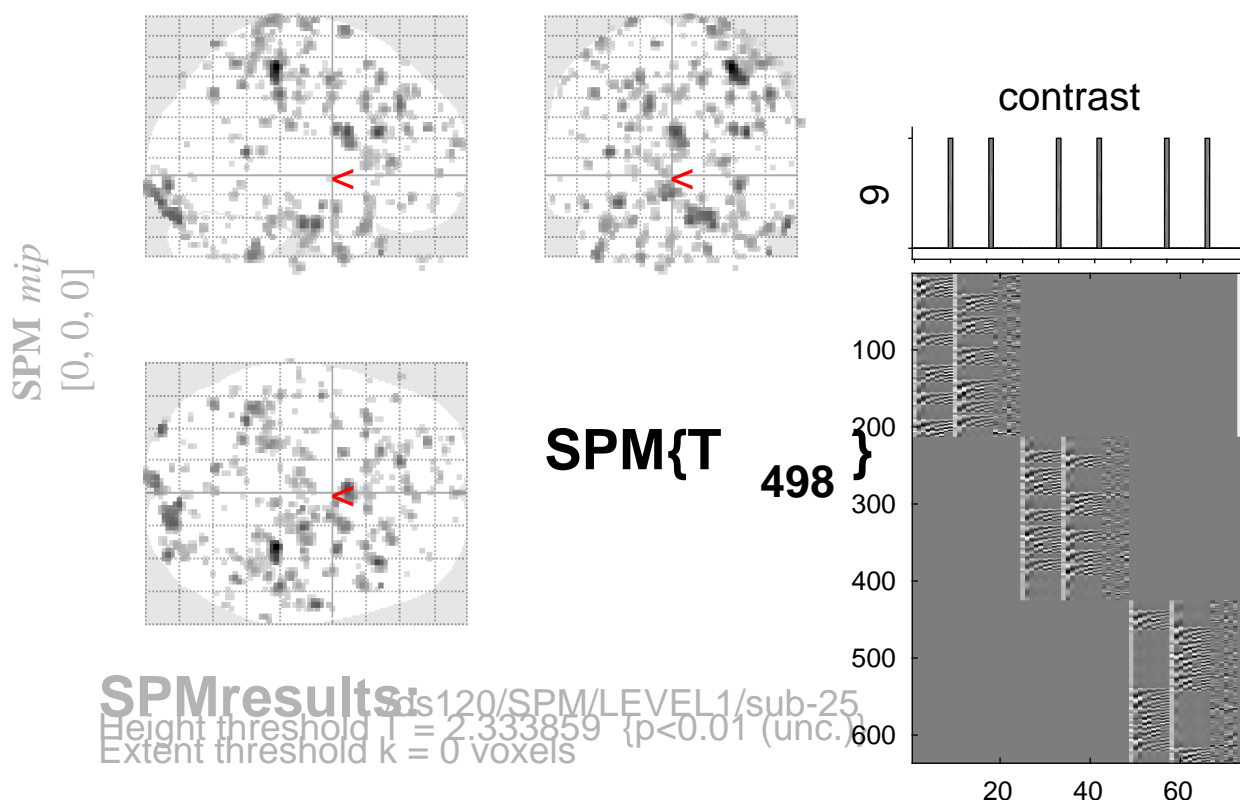 SPM mip
[0, 0, 0]
<
<
<
SPM{T498}
contrast
9
100
200
300
400
500
600
20 40 60
SPMresults: /ds120/SPM/LEVEL1/sub-25
Height threshold T = 2.333859 {p<0.01 (unc.)}
Extent threshold k = 0 voxels